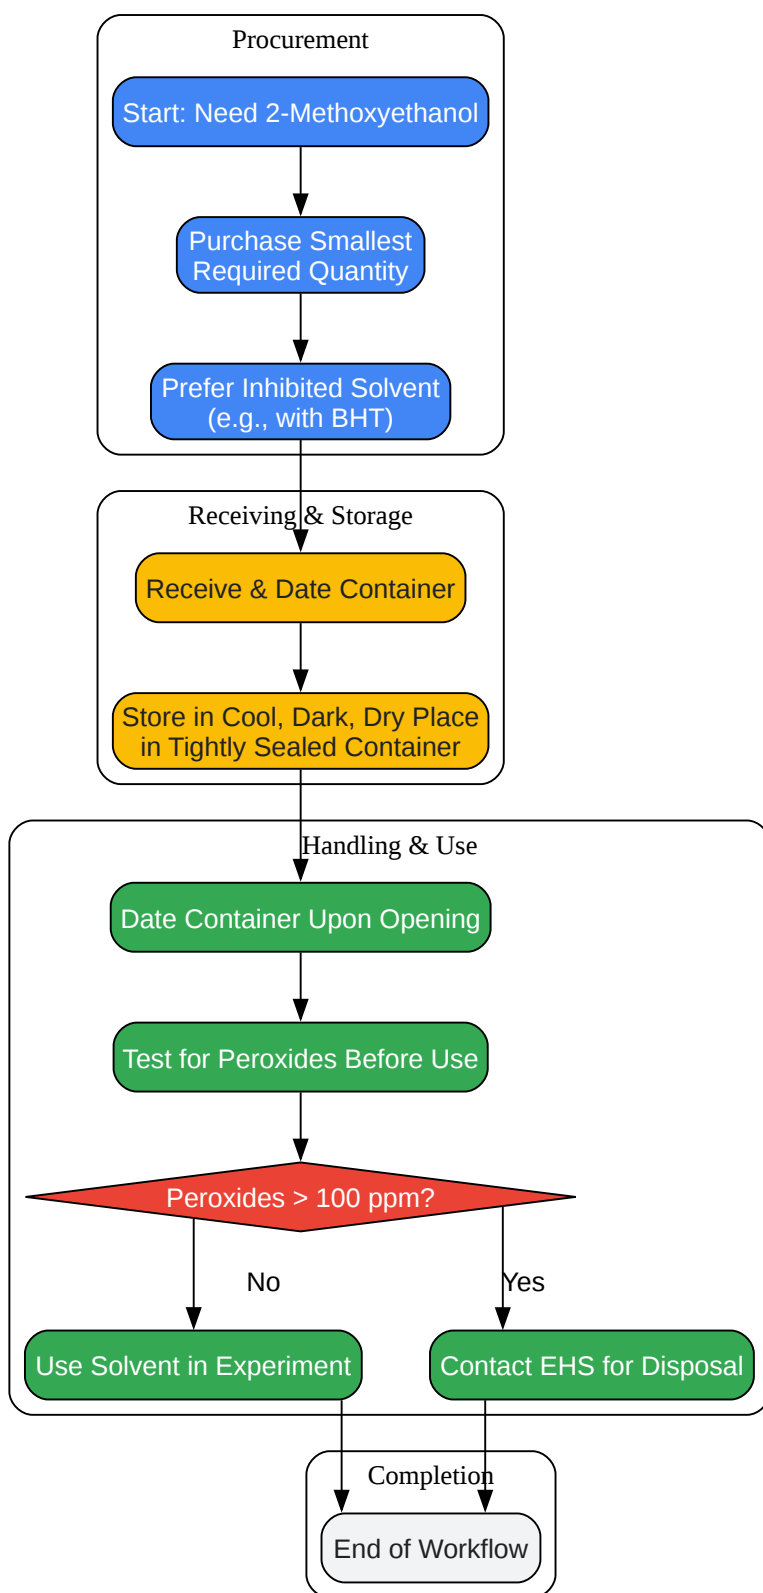 Procurement
Start: Need 2-Methoxyethanol
Purchase Smallest
Required Quantity
Prefer Inhibited Solvent
(e.g., with BHT)
Receiving & Storage
Receive & Date Container
Store in Cool, Dark, Dry Place
in Tightly Sealed Container
Handling & Use
Date Container Upon Opening
Test for Peroxides Before Use
Peroxides > 100 ppm?
No
Yes
Use Solvent in Experiment
Contact EHS for Disposal
Completion
End of Workflow